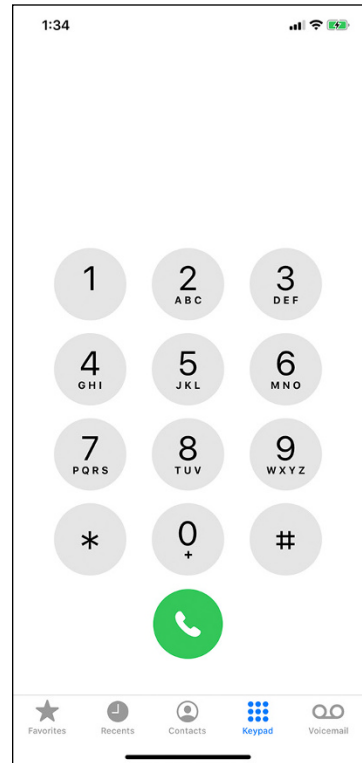 1:34
1 2 3
ABC DEF
4 5 6
GHI JKL MNO
7 8 9
PQRS TUV WXYZ
* 0 #
+
Favorites Recents Contacts Keypad Voicemail